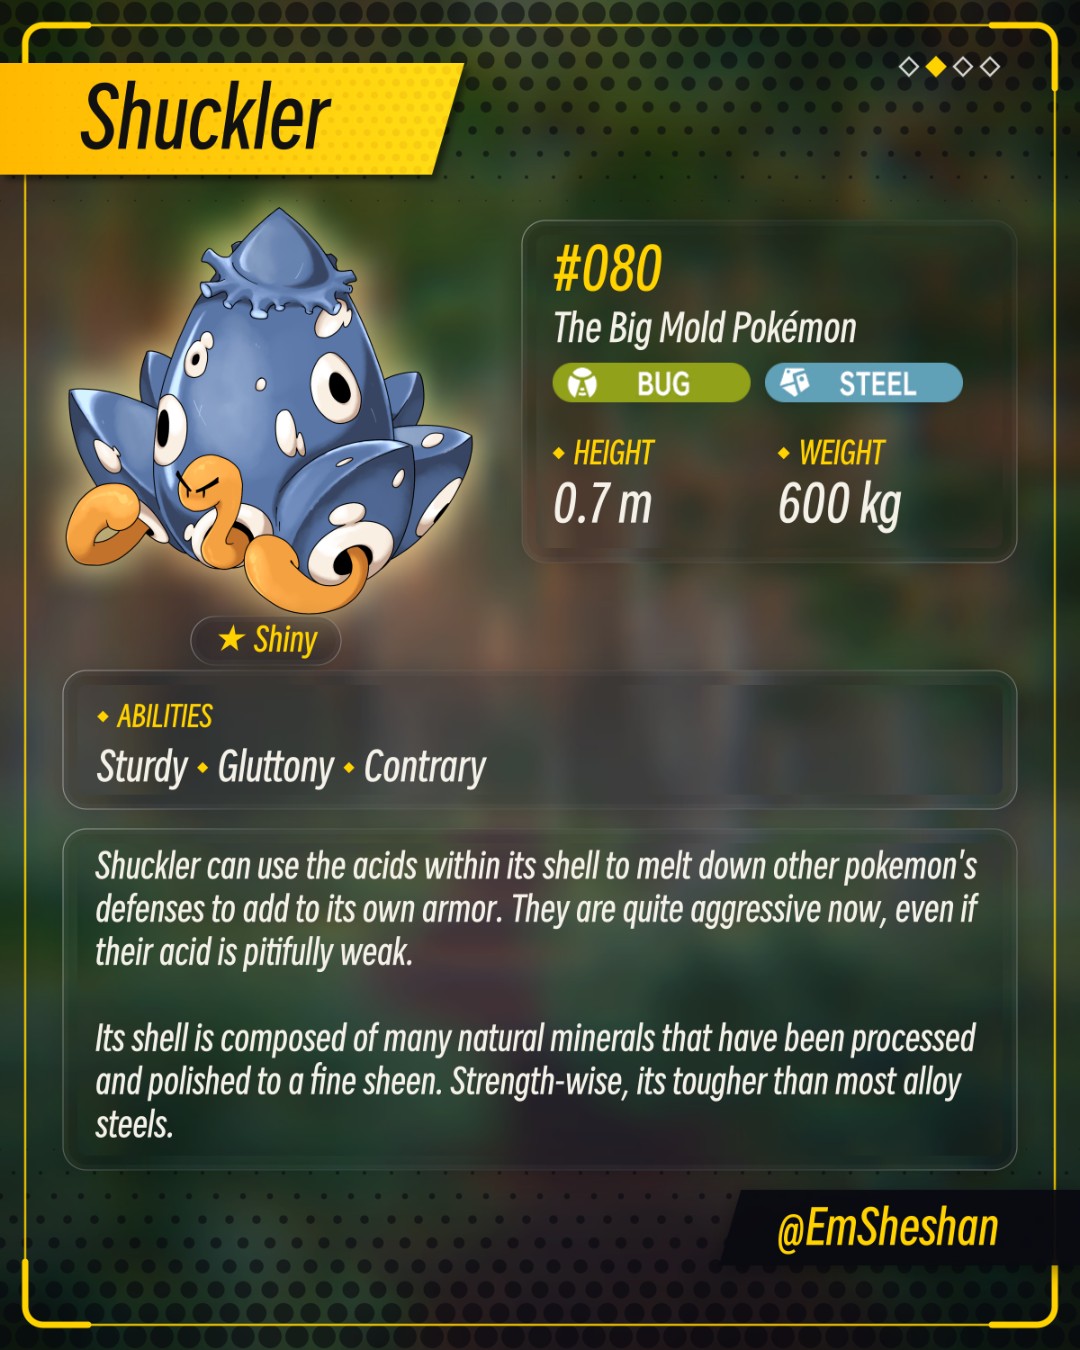 Shuckler
#080
The Big Mold Pokémon
BUG STEEL
HEIGHT WEIGHT
0.7 m 600 kg
★ Shiny
ABILITIES
Sturdy • Gluttony • Contrary
Shuckler can use the acids within its shell to melt down other pokemon's
defenses to add to its own armor. They are quite aggressive now, even if
their acid is pitifully weak.
Its shell is composed of many natural minerals that have been processed
and polished to a fine sheen. Strength-wise, its tougher than most alloy
steels.
@EmSheshan